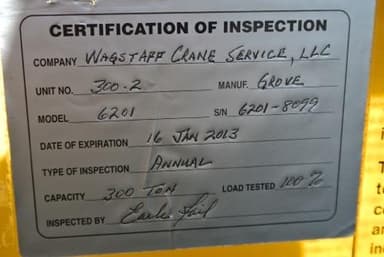 CERTIFICATION OF INSPECTION
COMPANY WAGSTAFF CRANE SERVICE, LLC
UNIT NO. 300-2 MANUF. GROVE
MODEL 6201 S/N 6201-8099
DATE OF EXPIRATION 16 JAN 2013
TYPE OF INSPECTION ANNUAL
CAPACITY 300 TON LOAD TESTED 100%
INSPECTED BY